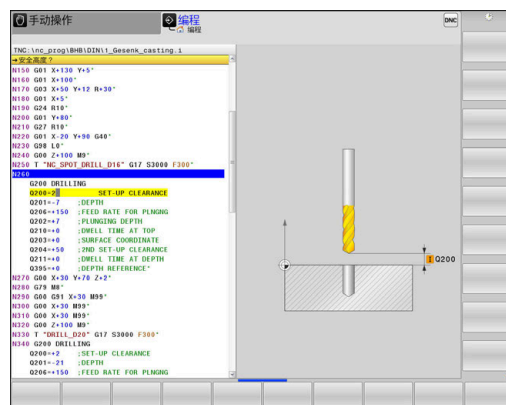 手动操作
编程
编程
DNC
TNC:\nc_prog\BHB\DIN\1_Gesenk_casting.i
→安全高度？
N150 G01 X+130 Y+5*
N160 G01 X+100*
N170 G03 X+50 Y+12 R+30*
N180 G01 X+5*
N190 G24 R10*
N200 G01 Y+80*
N210 G27 R10*
N220 G01 X-20 Y+90 G40*
N230 G98 L0*
N240 G00 Z+100 M9*
N250 T "NC_SPOT_DRILL_D16" G17 S3000 F300*
N260
G200 DRILLING
Q200=2 SET-UP CLEARANCE
Q201=-7 ;DEPTH
Q206=+150 ;FEED RATE FOR PLNGNG
Q202=+7 ;PLUNGING DEPTH
Q210=+0 ;DWELL TIME AT TOP
Q203=+0 ;SURFACE COORDINATE
Q204=+50 ;2ND SET-UP CLEARANCE
Q211=+0 ;DWELL TIME AT DEPTH
Q395=+0 ;DEPTH REFERENCE*
N270 G00 X+30 Y+70 Z+2*
N280 G79 M8*
N290 G00 G91 X+30 M99*
N300 G00 X+30 M99*
N310 G00 X+30 M99*
N320 G00 Z+100 M9*
N330 T "DRILL_D20" G17 S3000 F300*
N340 G200 DRILLING
Q200=+2 ;SET-UP CLEARANCE
Q201=-21 ;DEPTH
Q206=+150 ;FEED RATE FOR PLNGNG
Q200